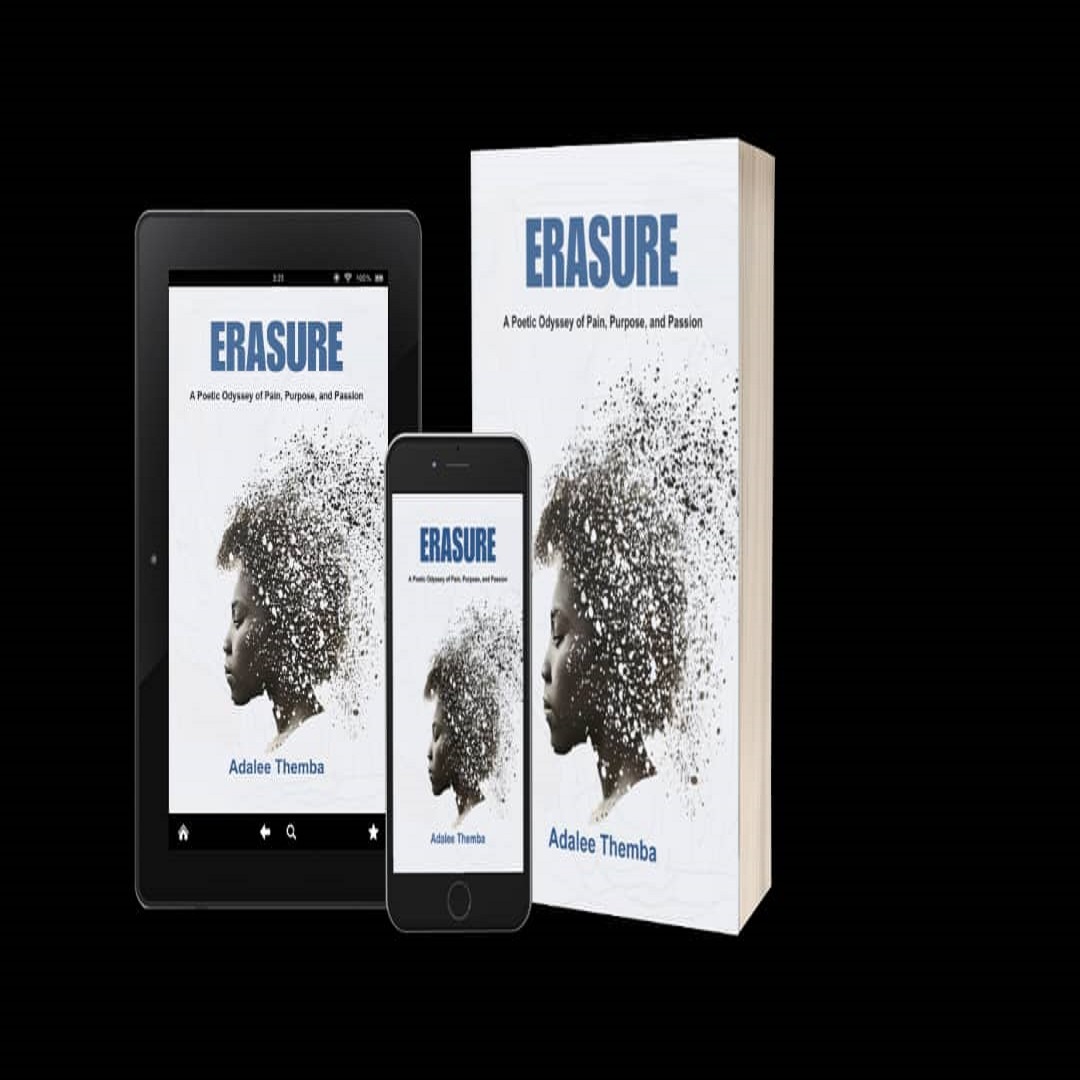 3:23
100%
ERASURE
A Poetic Odyssey of Pain, Purpose, and Passion
Adalee Themba
ERASURE
A Poetic Odyssey of Pain, Purpose, and Passion
Adalee Themba
ERASURE
A Poetic Odyssey of Pain, Purpose, and Passion
Adalee Themba